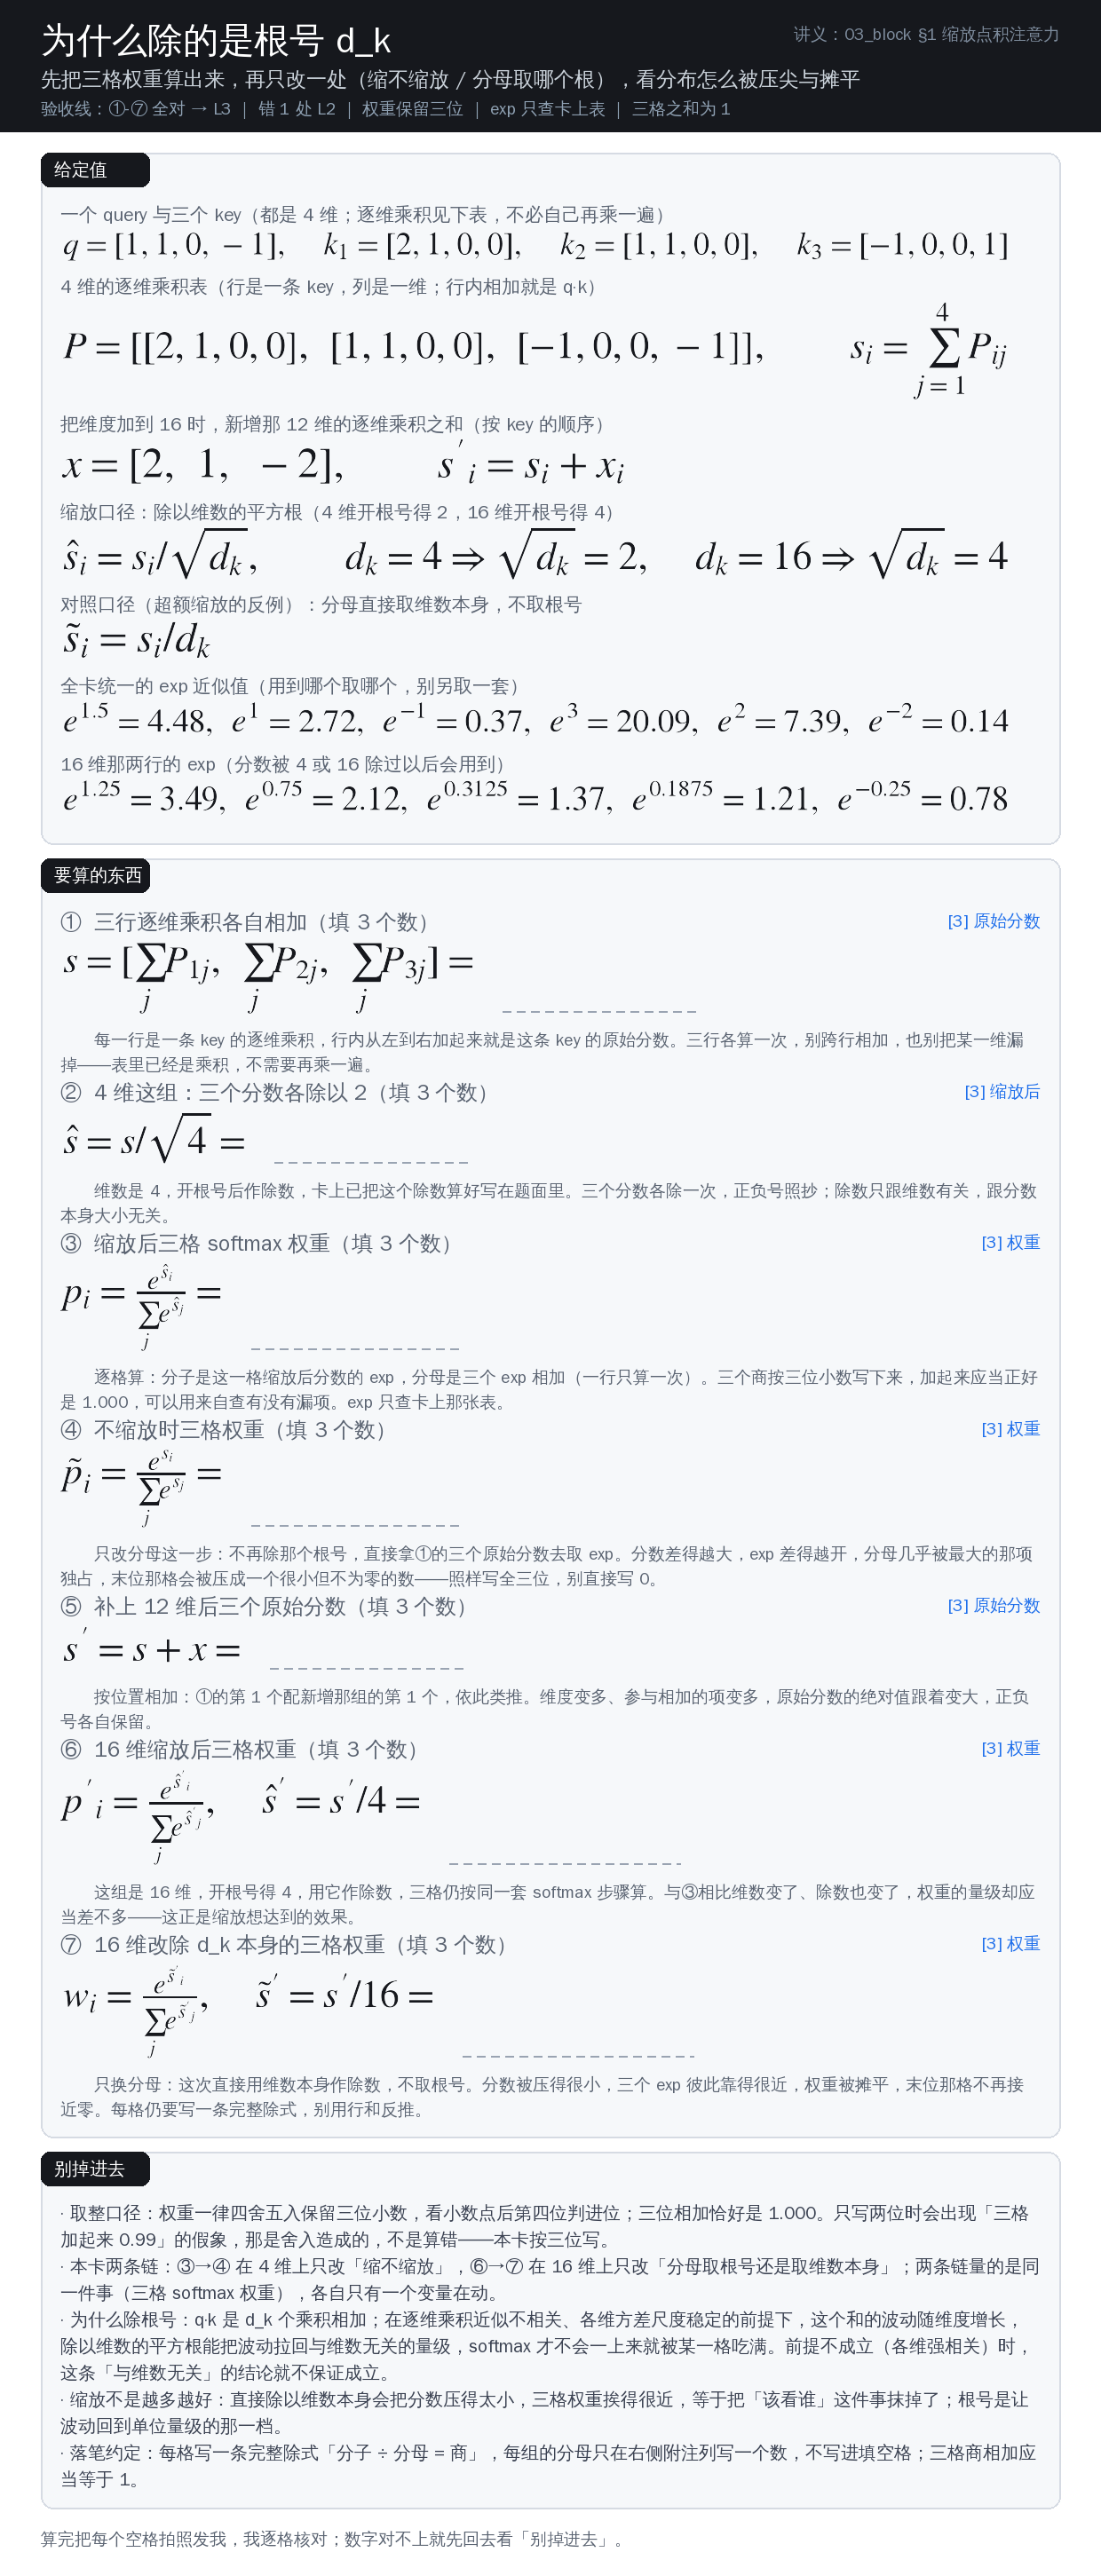 为什么除的是根号 d_k
讲义：03_block §1 缩放点积注意力
先把三格权重算出来，再只改一处（缩不缩放 / 分母取哪个根），看分布怎么被压尖与摊平
验收线：①-⑦ 全对 → L3 ｜ 错 1 处 L2 ｜ 权重保留三位 ｜ exp 只查卡上表 ｜ 三格之和为 1
给定值
一个 query 与三个 key（都是 4 维；逐维乘积见下表，不必自己再乘一遍）
q = [1, 1, 0, − 1],  k₁ = [2, 1, 0, 0],  k₂ = [1, 1, 0, 0],  k₃ = [−1, 0, 0, 1]
4 维的逐维乘积表（行是一条 key，列是一维；行内相加就是 q·k）
P = [[2, 1, 0, 0], [1, 1, 0, 0], [−1, 0, 0, − 1]],  s_i = ∑_{j = 1}^{4} P_{ij}
把维度加到 16 时，新增那 12 维的逐维乘积之和（按 key 的顺序）
x = [2, 1, − 2],  s′_i = s_i + x_i
缩放口径：除以维数的平方根（4 维开根号得 2，16 维开根号得 4）
ŝ_i = s_i/√d_k,  d_k = 4 ⇒ √d_k = 2,  d_k = 16 ⇒ √d_k = 4
对照口径（超额缩放的反例）：分母直接取维数本身，不取根号
s̃_i = s_i/d_k
全卡统一的 exp 近似值（用到哪个取哪个，别另取一套）
e^{1.5} = 4.48, e^{1} = 2.72, e^{−1} = 0.37, e^{3} = 20.09, e^{2} = 7.39, e^{−2} = 0.14
16 维那两行的 exp（分数被 4 或 16 除过以后会用到）
e^{1.25} = 3.49, e^{0.75} = 2.12, e^{0.3125} = 1.37, e^{0.1875} = 1.21, e^{−0.25} = 0.78
要算的东西
① 三行逐维乘积各自相加（填 3 个数）
[3] 原始分数
s = [∑_j P_{1j}, ∑_j P_{2j}, ∑_j P_{3j}] =
每一行是一条 key 的逐维乘积，行内从左到右加起来就是这条 key 的原始分数。三行各算一次，别跨行相加，也别把某一维漏
掉——表里已经是乘积，不需要再乘一遍。
② 4 维这组：三个分数各除以 2（填 3 个数）
[3] 缩放后
ŝ = s/√4 =
维数是 4，开根号后作除数，卡上已把这个除数算好写在题面里。三个分数各除一次，正负号照抄；除数只跟维数有关，跟分数
本身大小无关。
③ 缩放后三格 softmax 权重（填 3 个数）
[3] 权重
p_i = e^{ŝ_i} / ∑_j e^{ŝ_j} =
逐格算：分子是这一格缩放后分数的 exp，分母是三个 exp 相加（一行只算一次）。三个商按三位小数写下来，加起来应当正好
是 1.000，可以用来自查有没有漏项。exp 只查卡上那张表。
④ 不缩放时三格权重（填 3 个数）
[3] 权重
p̃_i = e^{s_i} / ∑_j e^{s_j} =
只改分母这一步：不再除那个根号，直接拿①的三个原始分数去取 exp。分数差得越大，exp 差得越开，分母几乎被最大的那项
独占，末位那格会被压成一个很小但不为零的数——照样写全三位，别直接写 0。
⑤ 补上 12 维后三个原始分数（填 3 个数）
[3] 原始分数
s′ = s + x =
按位置相加：①的第 1 个配新增那组的第 1 个，依此类推。维度变多、参与相加的项变多，原始分数的绝对值跟着变大，正负
号各自保留。
⑥ 16 维缩放后三格权重（填 3 个数）
[3] 权重
p′_i = e^{ŝ′_i} / ∑_j e^{ŝ′_j},  ŝ′ = s′/4 =
这组是 16 维，开根号得 4，用它作除数，三格仍按同一套 softmax 步骤算。与③相比维数变了、除数也变了，权重的量级却应
当差不多——这正是缩放想达到的效果。
⑦ 16 维改除 d_k 本身的三格权重（填 3 个数）
[3] 权重
w_i = e^{s̃′_i} / ∑_j e^{s̃′_j},  s̃′ = s′/16 =
只换分母：这次直接用维数本身作除数，不取根号。分数被压得很小，三个 exp 彼此靠得很近，权重被摊平，末位那格不再接
近零。每格仍要写一条完整除式，别用行和反推。
别掉进去
· 取整口径：权重一律四舍五入保留三位小数，看小数点后第四位判进位；三位相加恰好是 1.000。只写两位时会出现「三格
加起来 0.99」的假象，那是舍入造成的，不是算错——本卡按三位写。
· 本卡两条链：③→④ 在 4 维上只改「缩不缩放」，⑥→⑦ 在 16 维上只改「分母取根号还是取维数本身」；两条链量的是同
一件事（三格 softmax 权重），各自只有一个变量在动。
· 为什么除根号：q·k 是 d_k 个乘积相加；在逐维乘积近似不相关、各维方差尺度稳定的前提下，这个和的波动随维度增长，
除以维数的平方根能把波动拉回与维数无关的量级，softmax 才不会一上来就被某一格吃满。前提不成立（各维强相关）时，
这条「与维数无关」的结论就不保证成立。
· 缩放不是越多越好：直接除以维数本身会把分数压得太小，三格权重挨得很近，等于把「该看谁」这件事抹掉了；根号是让
波动回到单位量级的那一档。
· 落笔约定：每格写一条完整除式「分子 ÷ 分母 = 商」，每组的分母只在右侧附注列写一个数，不写进填空格；三格商相加应
当等于 1。
算完把每个空格拍照发我，我逐格核对；数字对不上就先回去看「别掉进去」。